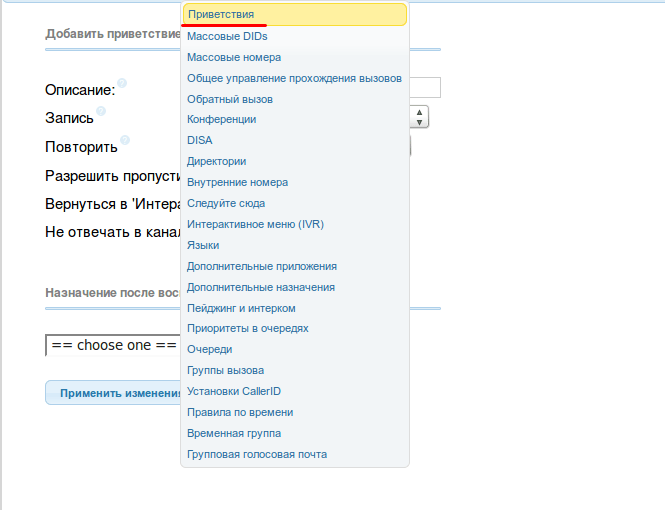 Приветствия
Добавить приветствие
Массовые DIDs
Массовые номера
Общее управление прохождения вызовов
Описание:
Обратный вызов
Запись
Конференции
DISA
Повторить
Директории
Разрешить пропусти
Внутренние номера
Вернуться в 'Интера
Следуйте сюда
Интерактивное меню (IVR)
Не отвечать в канал
Языки
Дополнительные приложения
Дополнительные назначения
Назначение после вос
Пейджинг и интерком
Приоритеты в очередях
== choose one ==
Очереди
Группы вызова
Применить изменения
Установки CallerID
Правила по времени
Временная группа
Групповая голосовая почта